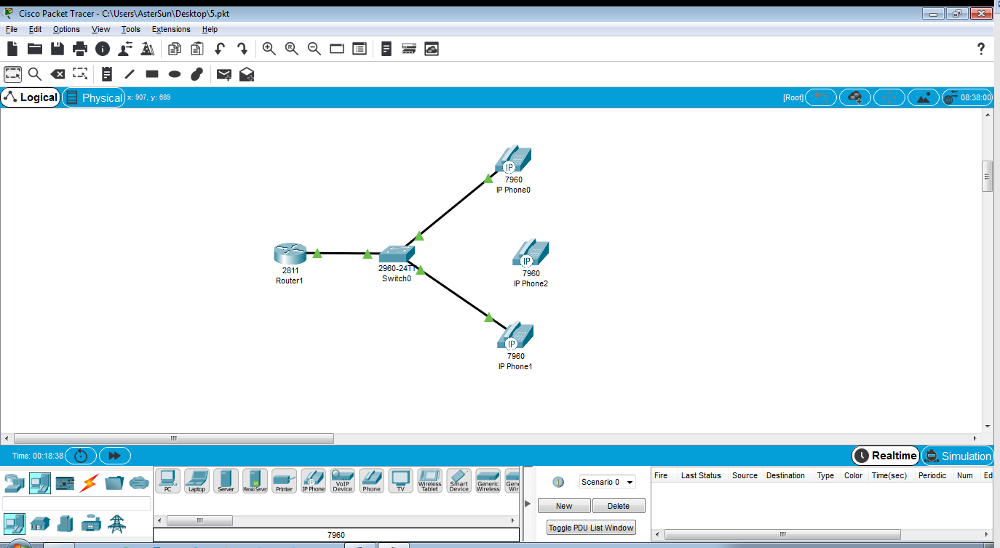 Cisco Packet Tracer - C:\Users\AsterSun\Desktop\5.pkt
File Edit Options View Tools Extensions Help
R
?
Logical Physical x: 907, y: 689 [Root] 08:38:00
IP
7960
IP Phone0
2811
Router1
2960-24TT
Switch0
IP
7960
IP Phone2
IP
7960
IP Phone1
Time: 00:18:38 Realtime Simulation
PC Laptop Server Meraki Server Printer IP Phone VoIP Device Phone TV Wireless Tablet Smart Device Generic Wireless Gene Wir
7960
Scenario 0
New Delete
Toggle PDU List Window
Fire Last Status Source Destination Type Color Time(sec) Periodic Num Ed